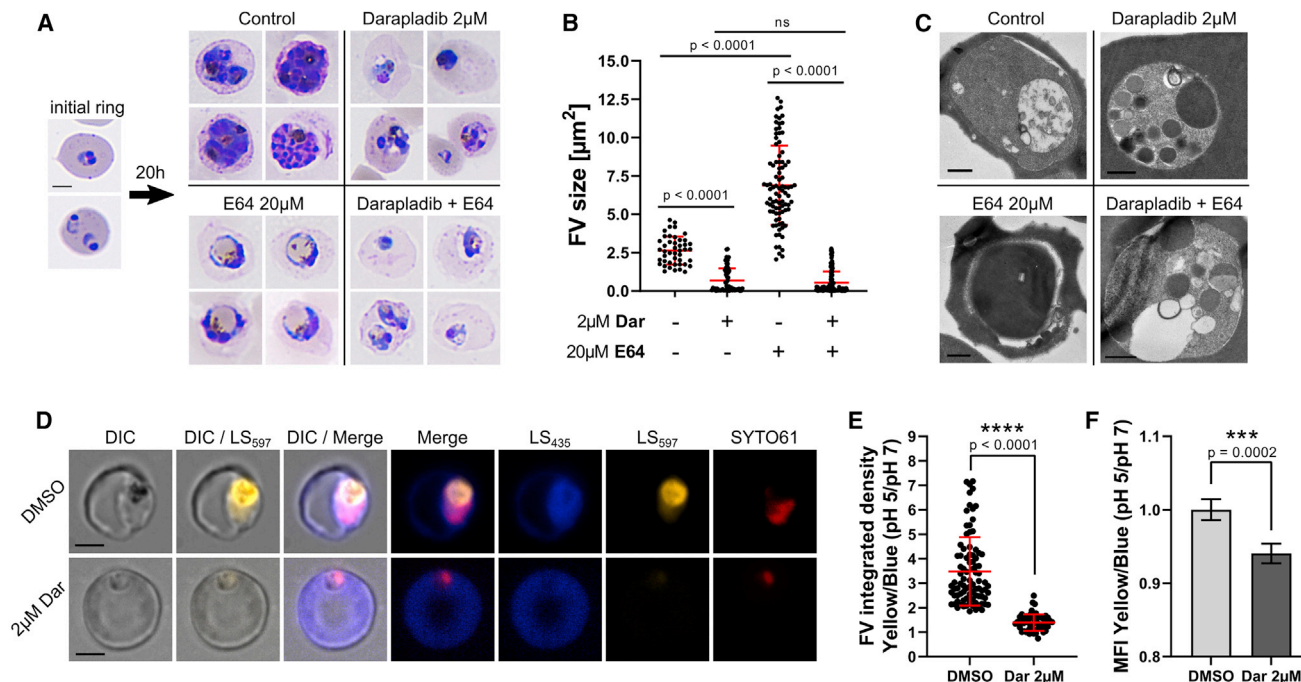 A
initial ring
20h
Control
Darapladib 2µM
E64 20µM
Darapladib + E64
B
ns
p < 0.0001
p < 0.0001
p < 0.0001
FV size [µm²]
15.0
12.5
10.0
7.5
5.0
2.5
0.0
2µM Dar - + - +
20µM E64 - - + +
C
Control
Darapladib 2µM
E64 20µM
Darapladib + E64
D
DIC
DIC / LS₅₉₇
DIC / Merge
Merge
LS₄₃₅
LS₅₉₇
SYTO61
DMSO
2µM Dar
E
****
p < 0.0001
FV integrated density
Yellow/Blue (pH 5/pH 7)
9
8
7
6
5
4
3
2
1
0
DMSO
Dar 2µM
F
***
p = 0.0002
MFI Yellow/Blue (pH 5/pH 7)
1.1
1.0
0.9
0.8
DMSO
Dar 2µM